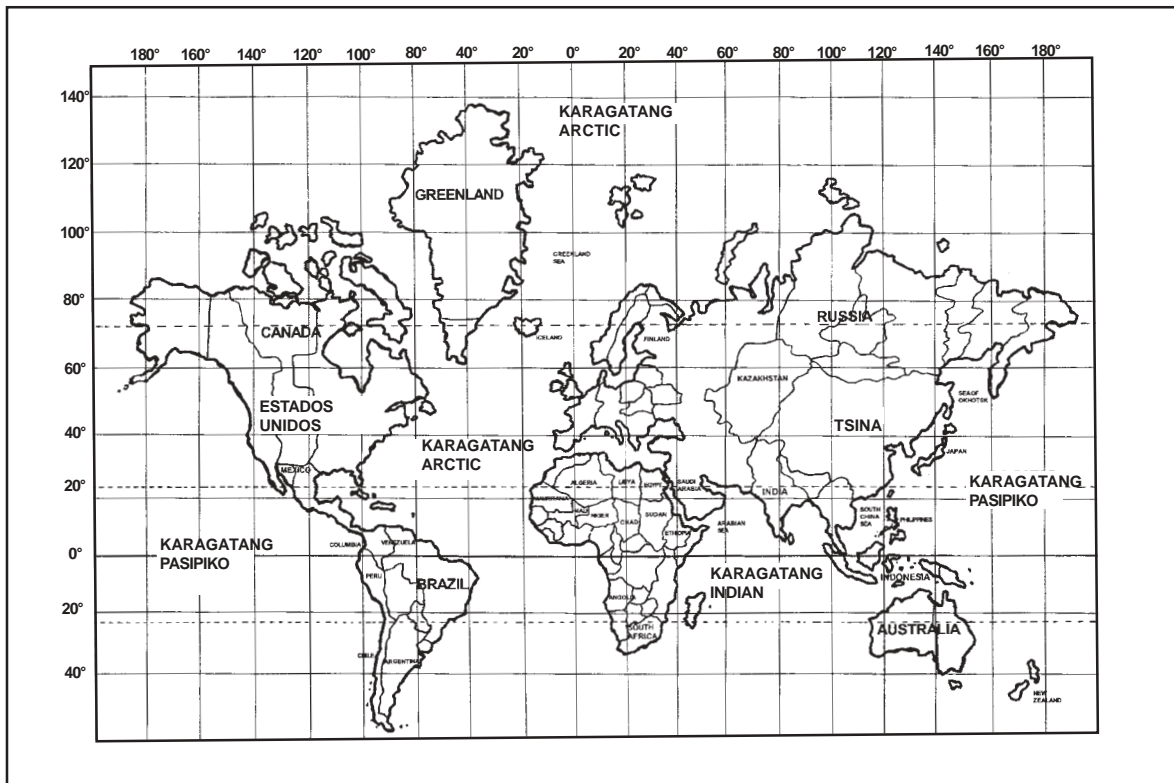 180° 160° 140° 120° 100° 80° 60° 40° 20° 0° 20° 40° 60° 80° 100° 120° 140° 160° 180°
140°
KARAGATANG
ARCTIC
120°
GREENLAND
100°
GREENLAND
SEA
80°
CANADA
RUSSIA
ICELAND
FINLAND
60°
KAZAKHSTAN
SEA OF
OKHOTSK
ESTADOS
UNIDOS
TSINA
40°
KARAGATANG
ARCTIC
JAPAN
MEXICO
ALGERIA
LIBYA
EGYPT
SAUDI
ARABIA
INDIA
KARAGATANG
PASIPIKO
20°
MAURITANIA
MALI
NIGER
CHAD
SUDAN
ETHIOPIA
ARABIAN
SEA
SOUTH
CHINA
SEA
PHILIPPINES
KARAGATANG
PASIPIKO
COLUMBIA
VENEZUELA
0°
PERU
BRAZIL
KARAGATANG
INDIAN
INDONESIA
ANGOLA
20°
SOUTH
AFRICA
AUSTRALIA
CHILE
ARGENTINA
40°
NEW
ZEALAND